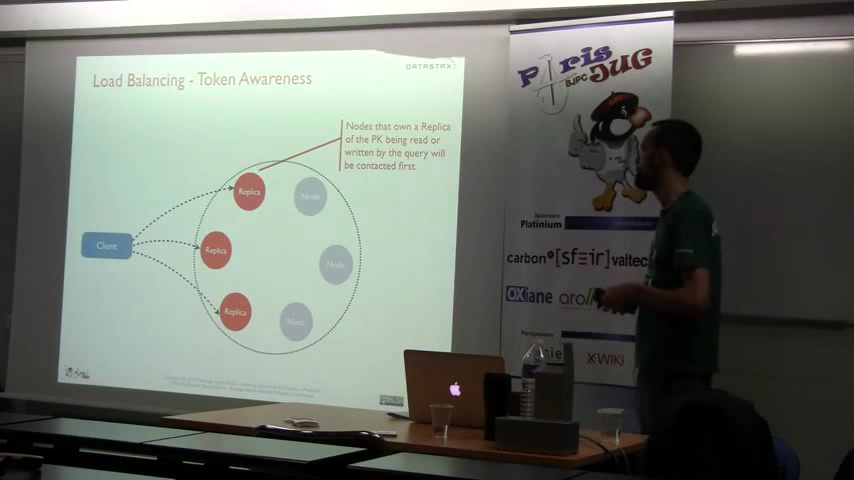 Load Balancing - Token Awareness
DATASTAX
Nodes that own a Replica
of the PK being read or
written by the query will
be contacted first.
Replica
Node
Client
Replica
Node
Replica
Node
Paris
JUG
BJPC
Sponsors
Platinium
carbon [sfeir] valtec
OXiane arol
Partenaires
XWIKI